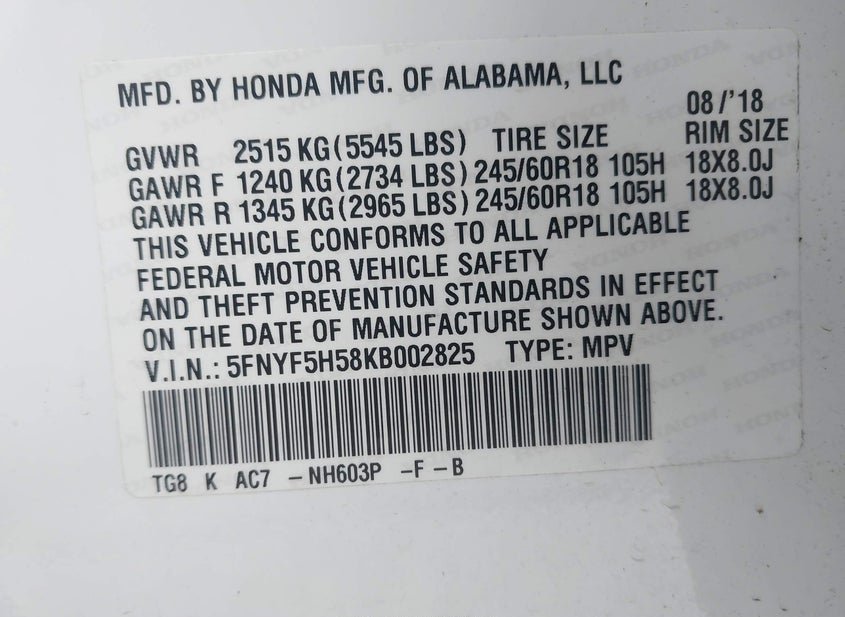 MFD. BY HONDA MFG. OF ALABAMA, LLC
08/'18
GVWR 2515 KG(5545 LBS) TIRE SIZE RIM SIZE
GAWR F 1240 KG(2734 LBS) 245/60R18 105H 18X8.0J
GAWR R 1345 KG(2965 LBS) 245/60R18 105H 18X8.0J
THIS VEHICLE CONFORMS TO ALL APPLICABLE
FEDERAL MOTOR VEHICLE SAFETY
AND THEFT PREVENTION STANDARDS IN EFFECT
ON THE DATE OF MANUFACTURE SHOWN ABOVE.
V.I.N.: 5FNYF5H58KB002825 TYPE: MPV
TG8 K AC7 -NH603P -F -B